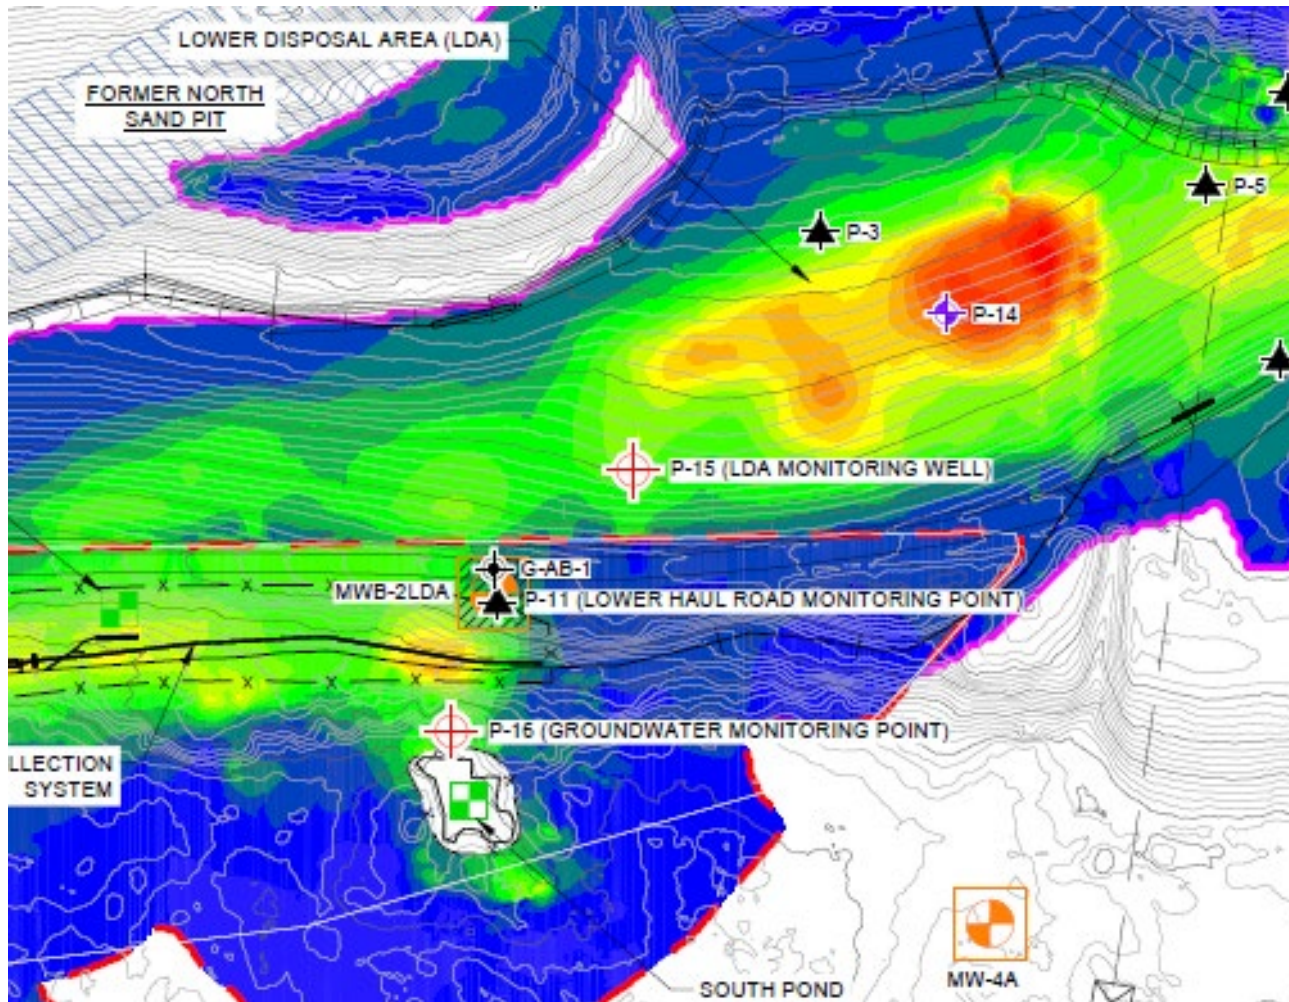 LOWER DISPOSAL AREA (LDA)
FORMER NORTH
SAND PIT
P-5
P-3
P-14
P-15 (LDA MONITORING WELL)
G-AB-1
MWB-2LDA
P-11 (LOWER HAUL ROAD MONITORING POINT)
X X X
X X X X X
P-16 (GROUNDWATER MONITORING POINT)
LLECTION
SYSTEM
MW-4A
SOUTH POND